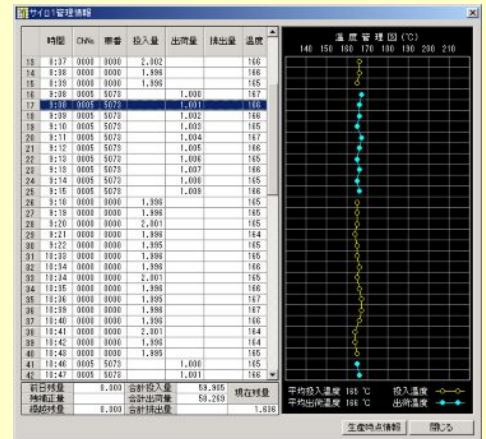 サイロ1管理情報
時間 ChNo. 車番 投入量 出荷量 排出量 温度
13 8:37 0000 0000 2.002 166
14 8:38 0000 0000 1.996 166
15 8:39 0000 0000 1.996 165
16 9:08 0005 5073 1.000 167
17 9:08 0005 5073 1.001 166
18 9:09 0005 5073 1.002 166
19 9:10 0005 5073 1.003 165
20 9:11 0005 5073 1.004 167
21 9:12 0005 5073 1.005 166
22 9:13 0005 5073 1.006 165
23 9:13 0005 5073 1.007 166
24 9:14 0005 5073 1.008 165
25 9:15 0005 5073 1.009 166
26 9:18 0000 0000 1.996 165
27 9:19 0000 0000 1.996 165
28 9:20 0000 0000 2.001 165
29 9:21 0000 0000 1.996 164
30 9:22 0000 0000 1.995 165
31 10:33 0000 0000 1.996 165
32 10:34 0000 0000 1.996 166
33 10:34 0000 0000 2.001 165
34 10:35 0000 0000 1.996 166
35 10:36 0000 0000 1.995 167
36 10:39 0000 0000 1.996 167
37 10:40 0000 0000 1.996 166
38 10:41 0000 0000 2.001 164
39 10:42 0000 0000 1.996 164
40 10:43 0000 0000 1.995 165
41 10:46 0005 5073 1.000 165
42 10:47 0005 5073 1.001 166
前日残量 0.000 合計投入量 59.905 現在残量
残補正量 合計出荷量 58.269
繰越残量 0.000 合計排出量 1.636
温度管理図(℃)
140 150 160 170 180 190 200 210
平均投入温度 165 ℃ 投入温度
平均出荷温度 166 ℃ 出荷温度
生産時点情報 閉じる